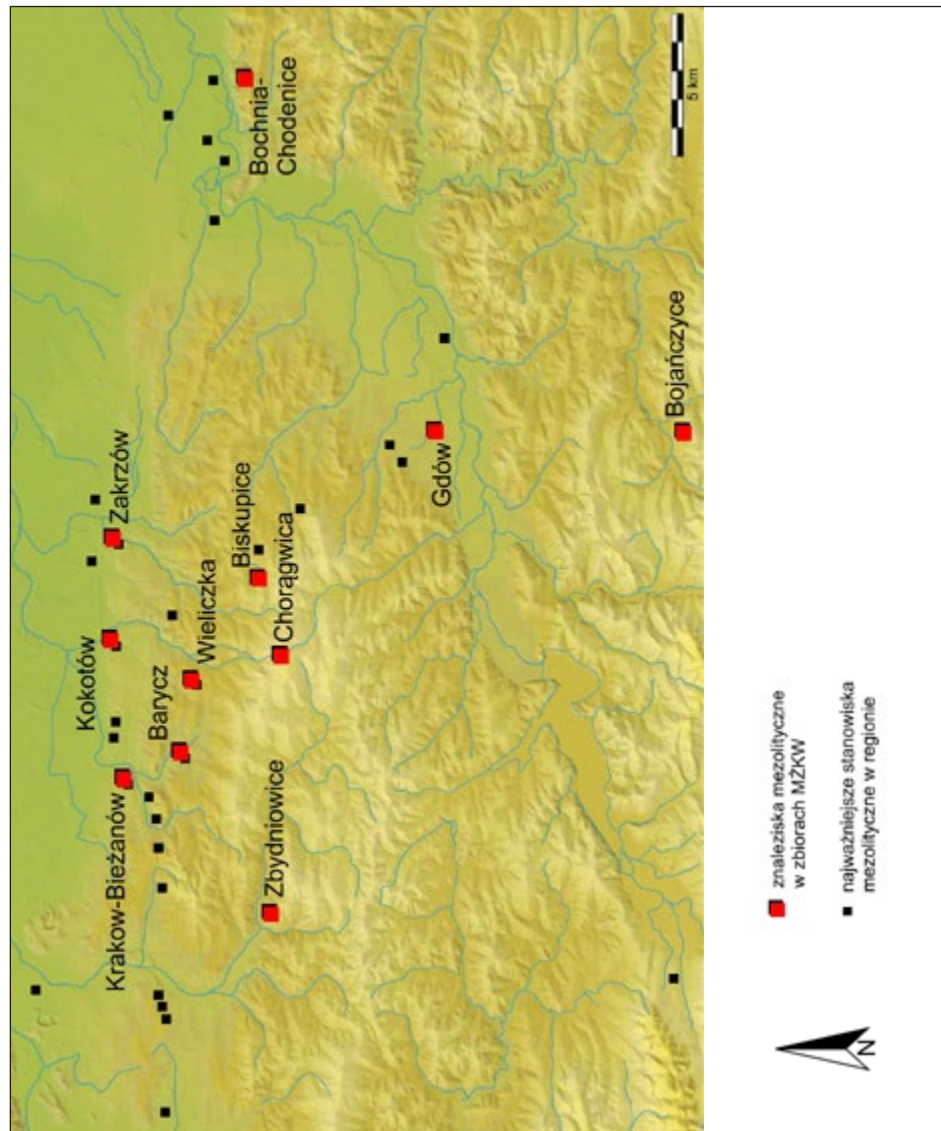 Krakow-Bieżanów
Kokotów
Zakrzów
Barycz
Wieliczka
Biskupice
Chorągwica
Zbydniowice
Gdów
Bojańczyce
Bochnia-
Chodenice
5 km
N
znaleziska mezolityczne
w zbiorach MŻKW
najważniejsze stanowiska
mezolityczne w regionie